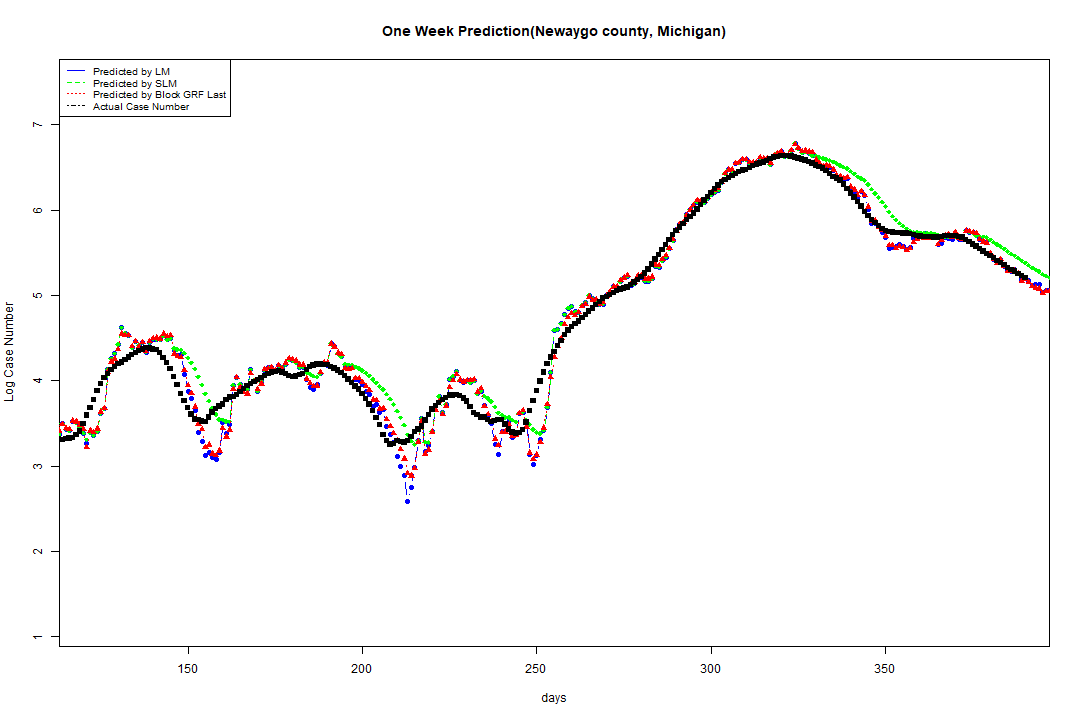 One Week Prediction(Newaygo county, Michigan)
Predicted by LM
Predicted by SLM
Predicted by Block GRF Last
Actual Case Number
7
6
5
4
3
2
1
Log Case Number
150 200 250 300 350
days